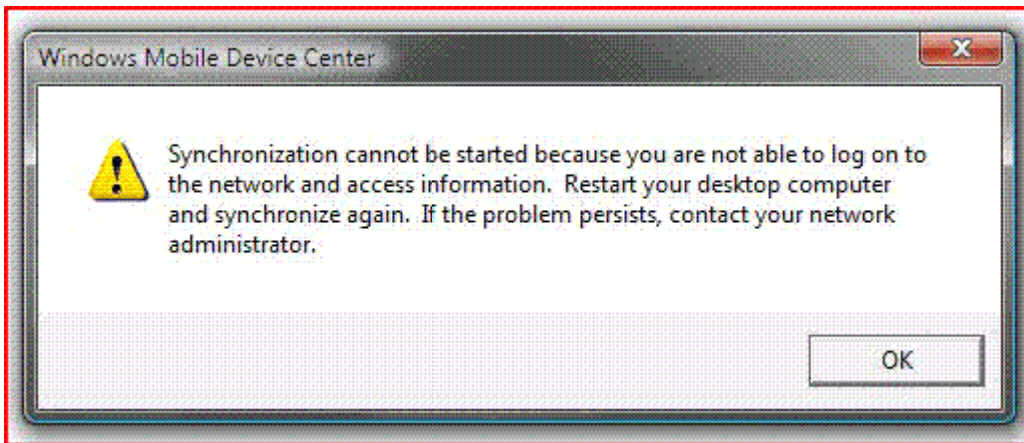 Windows Mobile Device Center
Synchronization cannot be started because you are not able to log on to
the network and access information.  Restart your desktop computer
and synchronize again.  If the problem persists, contact your network
administrator.
OK